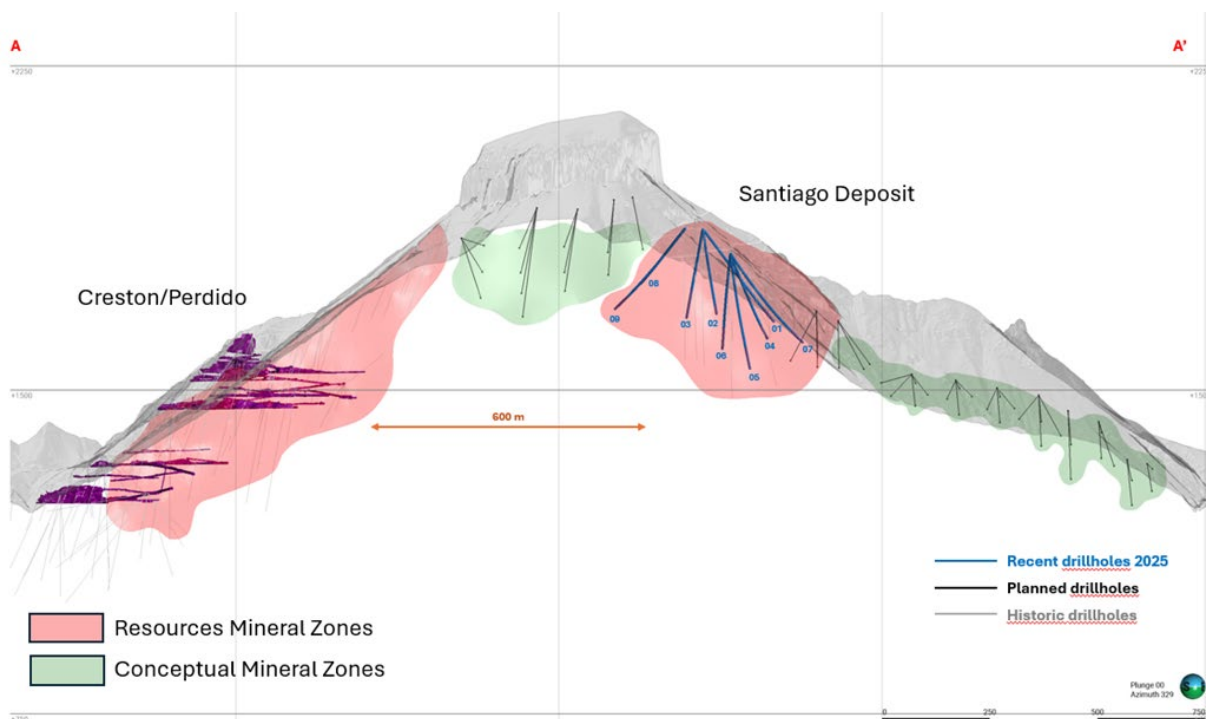 A
A'
+2250
Santiago Deposit
Creston/Perdido
08
09
03
02
01
04
07
06
05
+1500
600 m
Recent drillholes 2025
Planned drillholes
Historic drillholes
Resources Mineral Zones
Conceptual Mineral Zones
Plunge 00
Azimuth 329
0
250
500
750